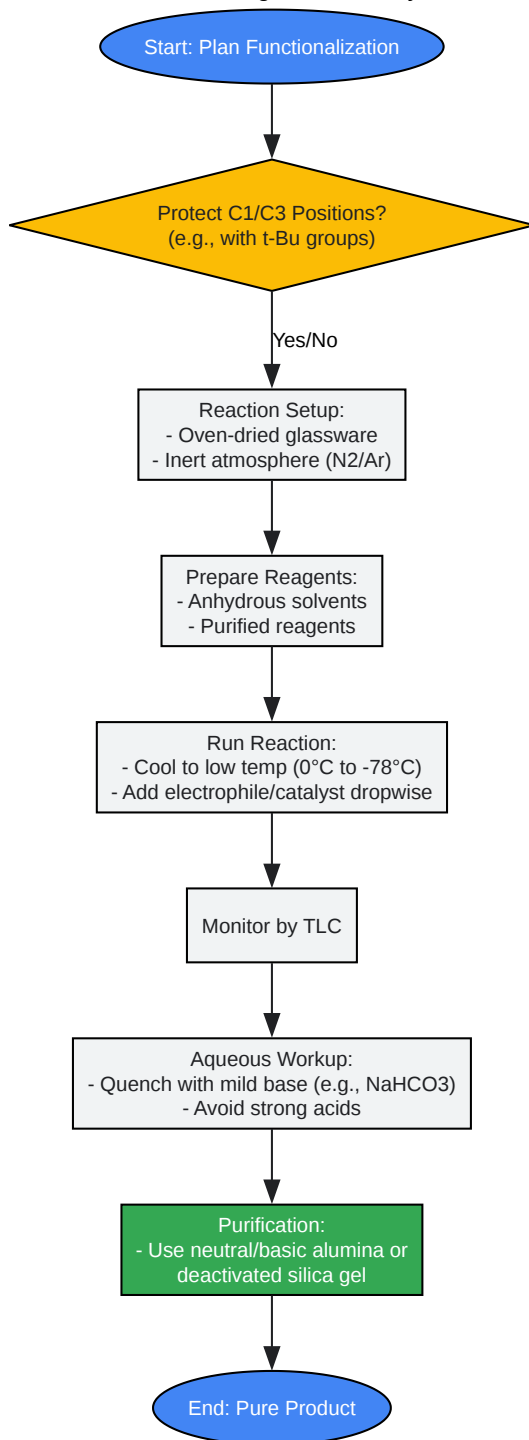 Start: Plan Functionalization
Protect C1/C3 Positions?
(e.g., with t-Bu groups)
Yes/No
Reaction Setup:
- Oven-dried glassware
- Inert atmosphere (N2/Ar)
Prepare Reagents:
- Anhydrous solvents
- Purified reagents
Run Reaction:
- Cool to low temp (0°C to -78°C)
- Add electrophile/catalyst dropwise
Monitor by TLC
Aqueous Workup:
- Quench with mild base (e.g., NaHCO3)
- Avoid strong acids
Purification:
- Use neutral/basic alumina or
deactivated silica gel
End: Pure Product